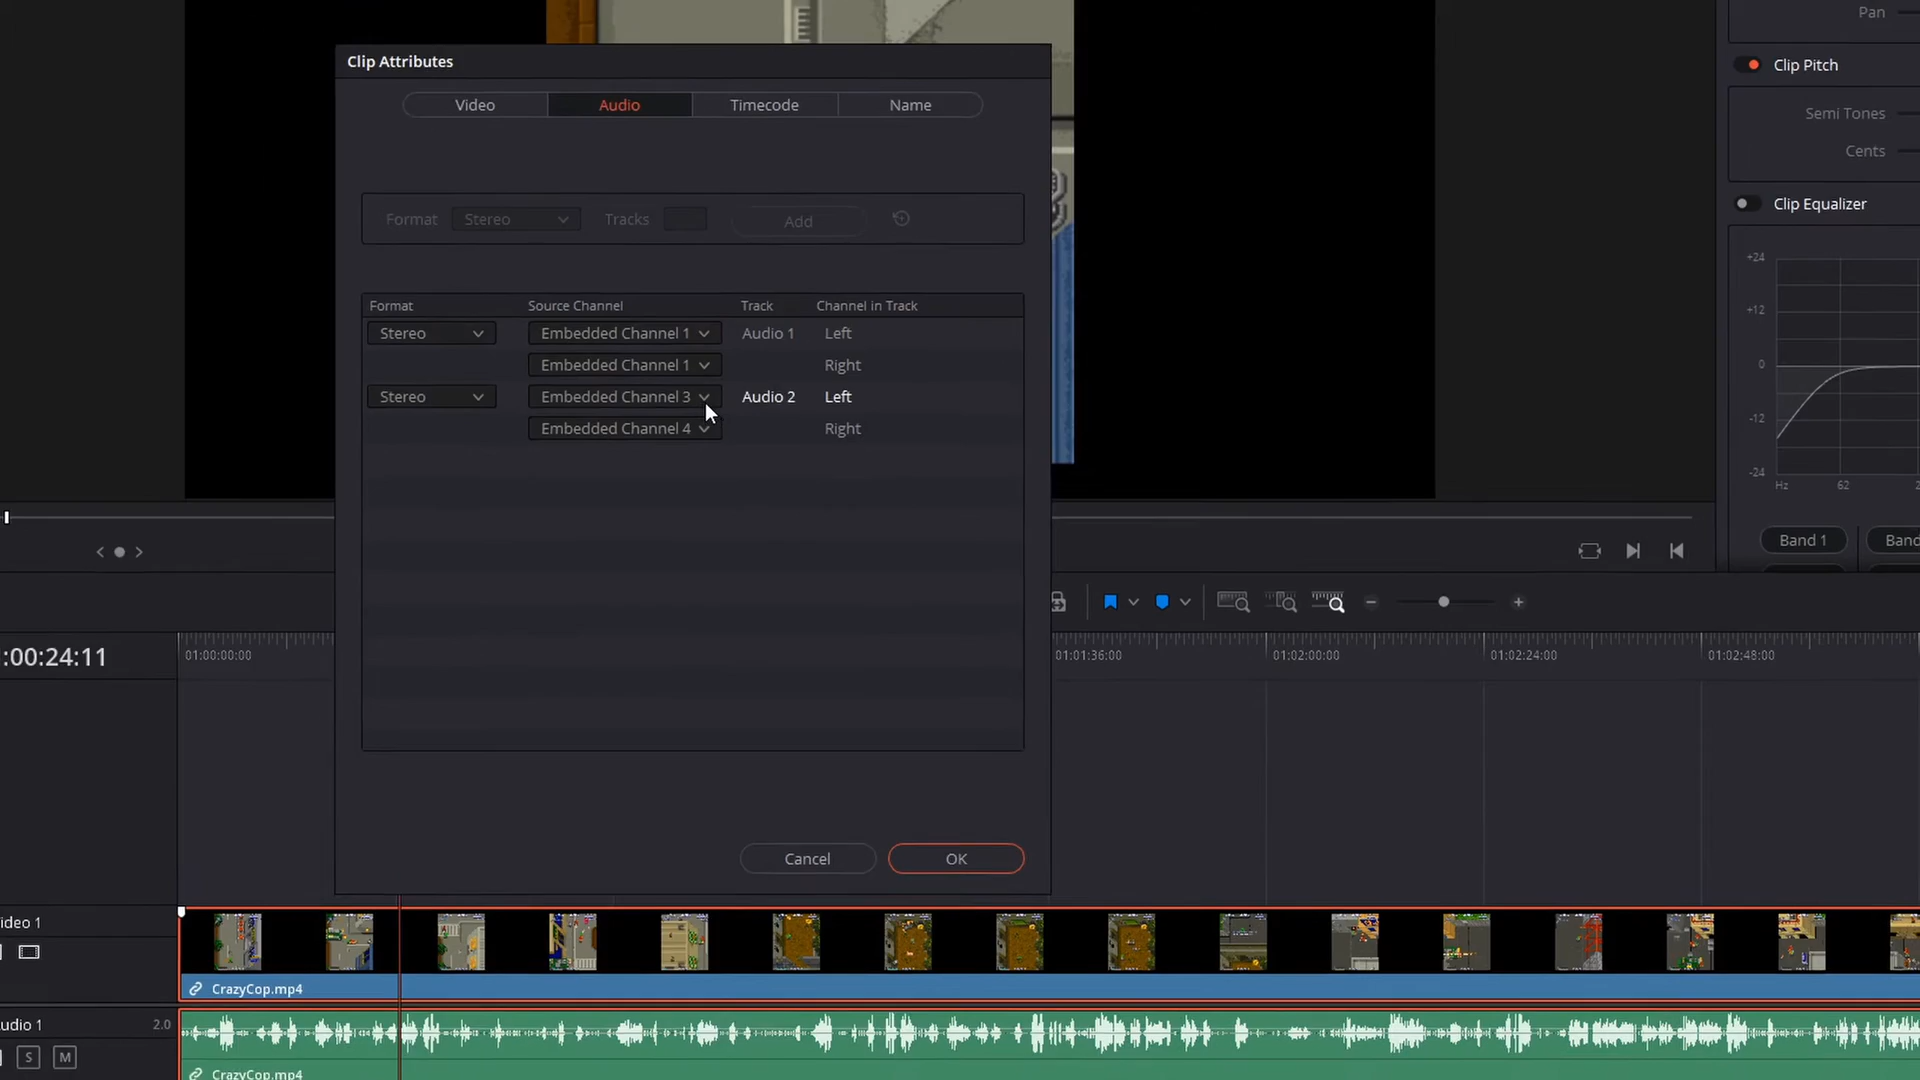 Clip Attributes
Video Audio Timecode Name
Format Stereo Tracks Add
Format Source Channel Track Channel in Track
Stereo Embedded Channel 1 Audio 1 Left
Embedded Channel 1 Right
Stereo Embedded Channel 3 Audio 2 Left
Embedded Channel 4 Right
Cancel OK
Pan
Clip Pitch
Semi Tones
Cents
Clip Equalizer
+24
+12
0
-12
-24
Hz 62 2
Band 1 Band
:00:24:11
01:00:00:00 01:01:36:00 01:02:00:00 01:02:24:00 01:02:48:00
ideo 1
CrazyCop.mp4
udio 1 2.0
S M
CrazyCop.mp4